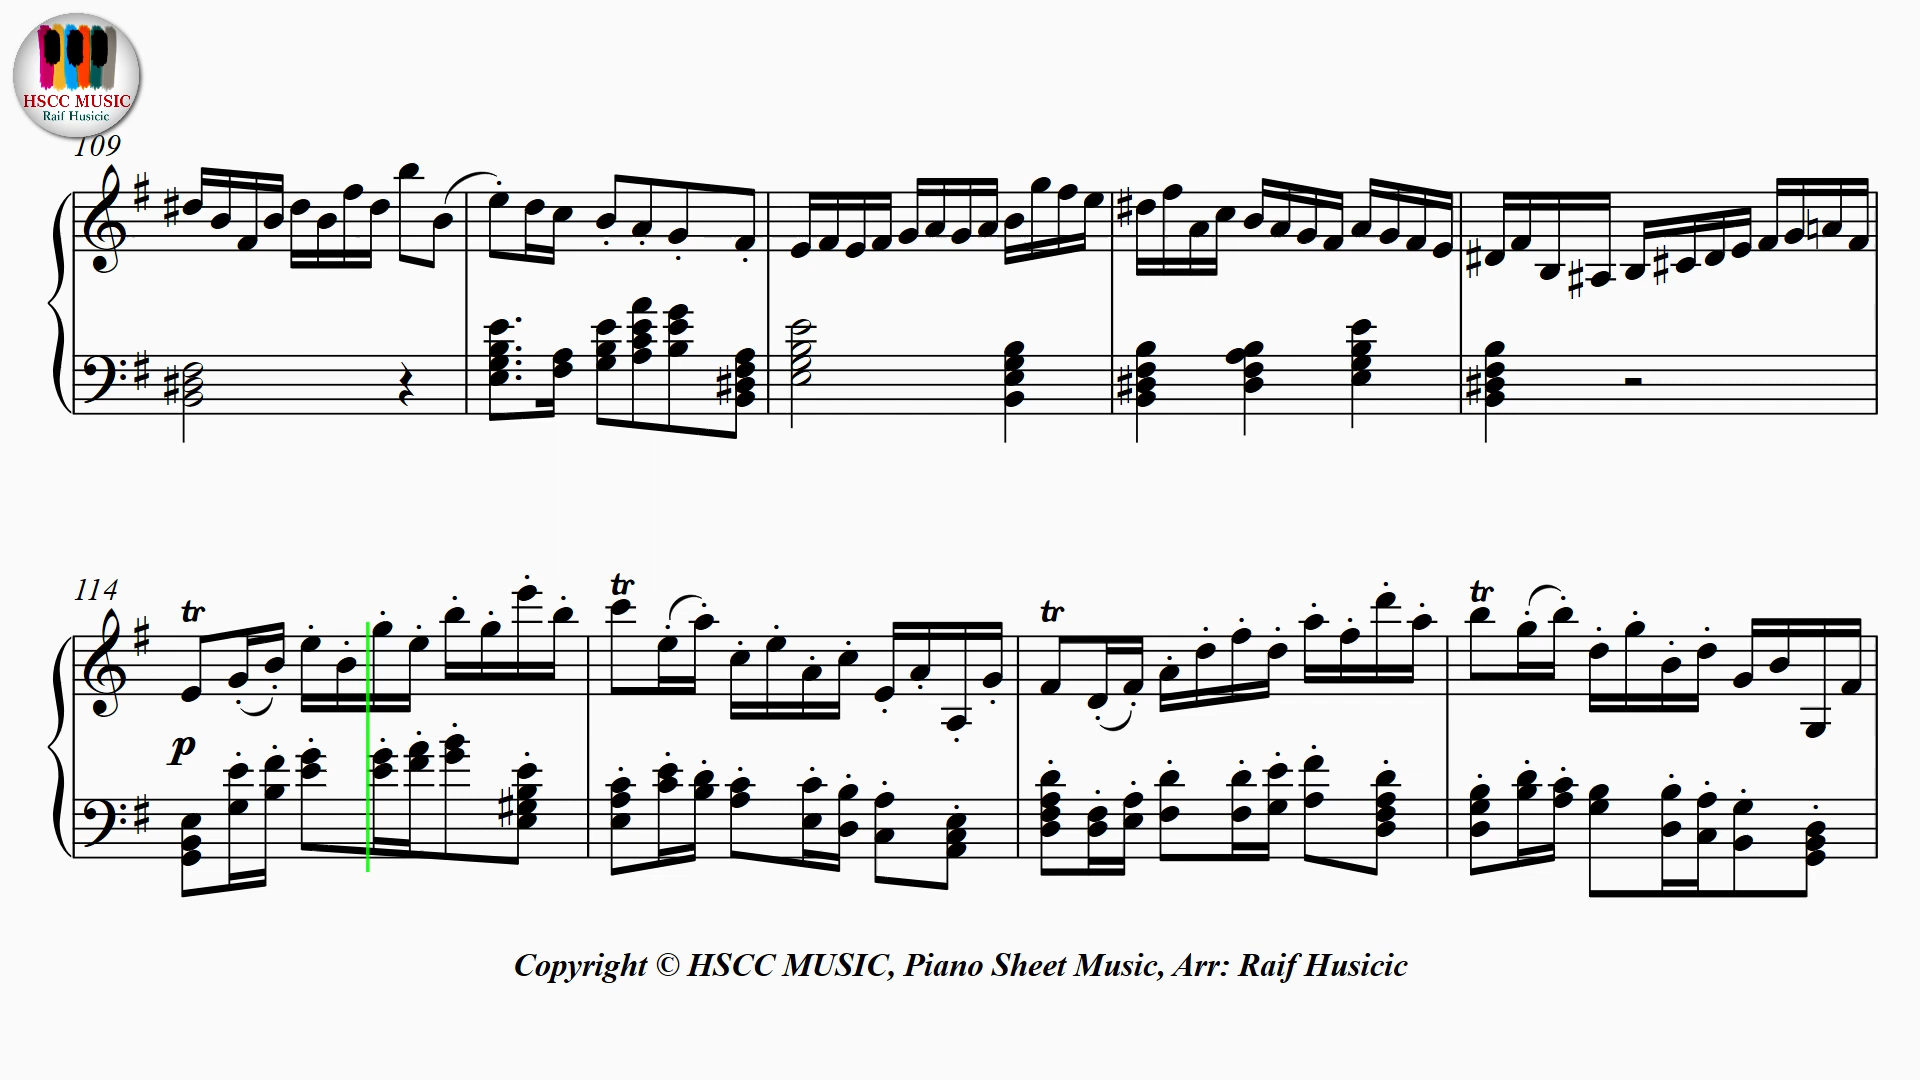 HSCC MUSIC
Raif Husicic
109
114
tr
tr
tr
tr
p
Copyright © HSCC MUSIC, Piano Sheet Music, Arr: Raif Husicic